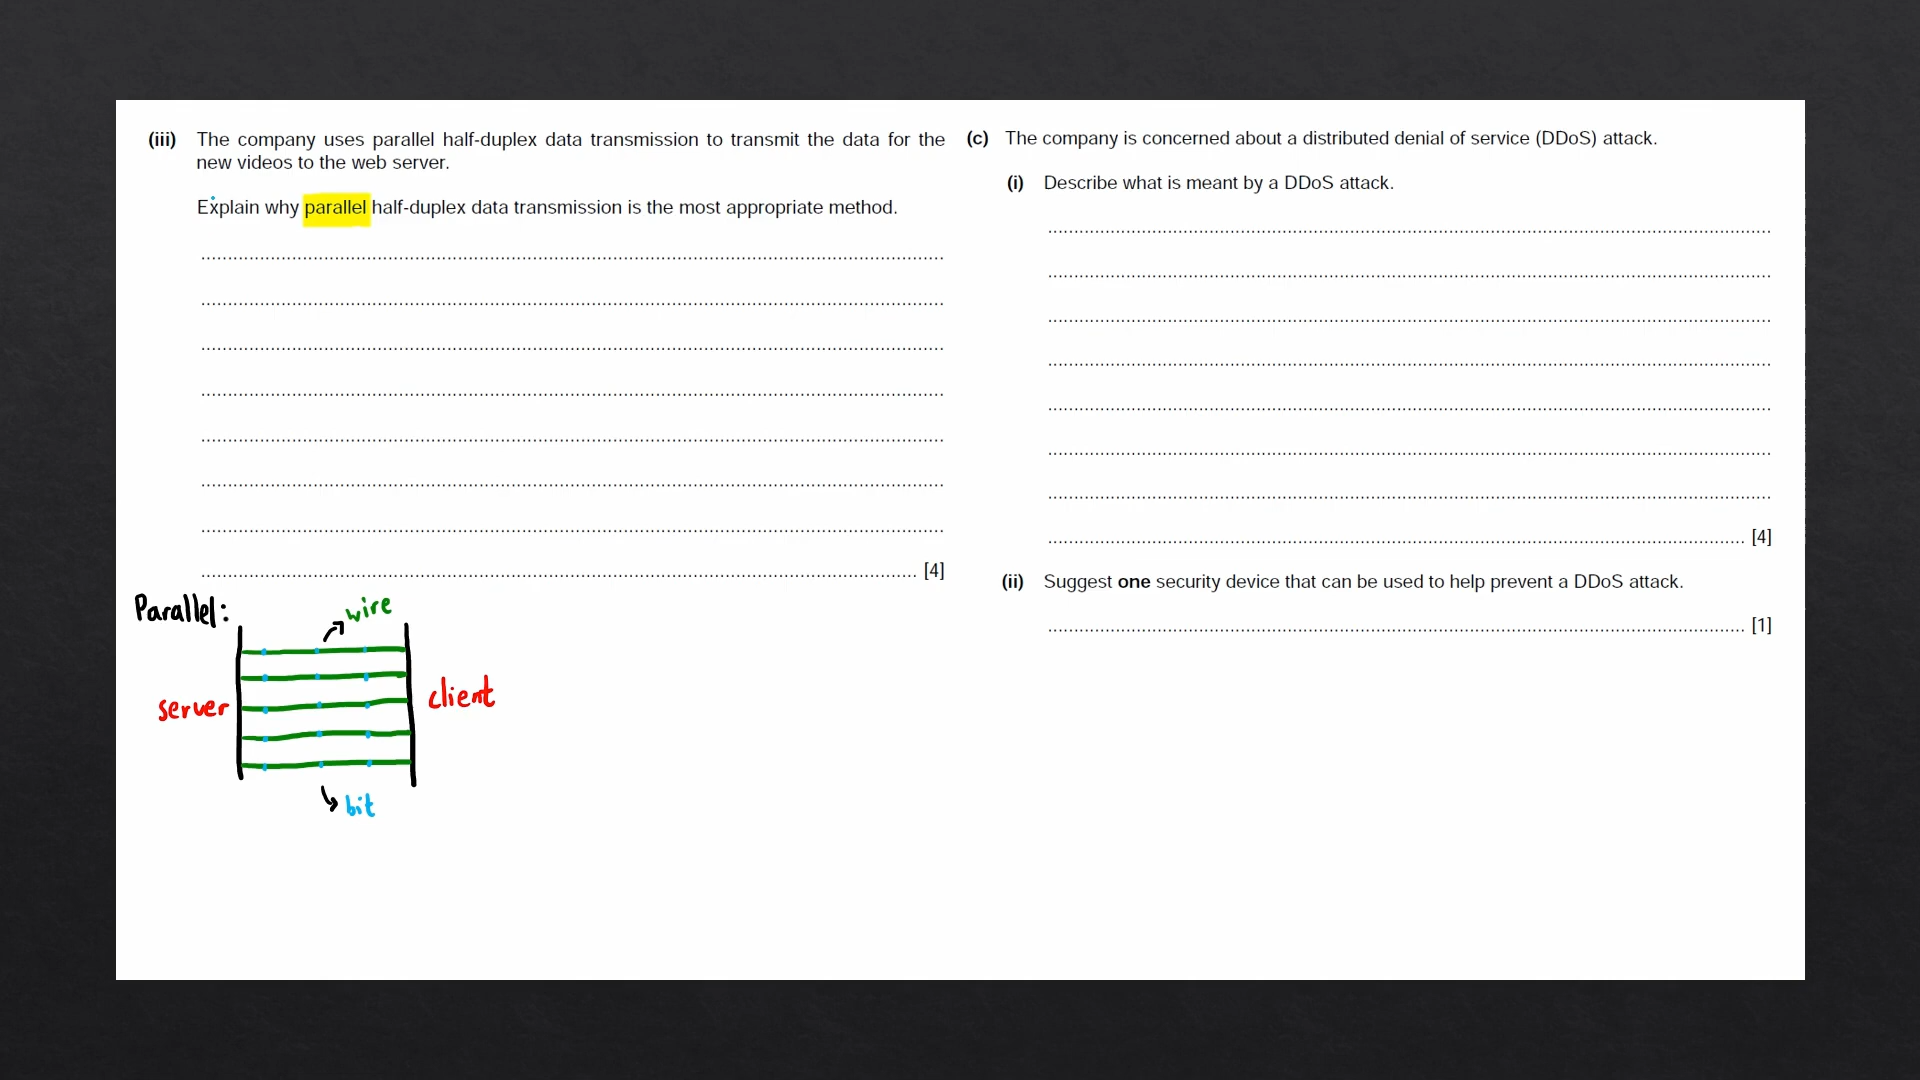 (iii) The company uses parallel half-duplex data transmission to transmit the data for the
new videos to the web server.
Explain why parallel half-duplex data transmission is the most appropriate method.
[4]
Parallel:
wire
server
client
bit
(c) The company is concerned about a distributed denial of service (DDoS) attack.
(i) Describe what is meant by a DDoS attack.
[4]
(ii) Suggest one security device that can be used to help prevent a DDoS attack.
[1]